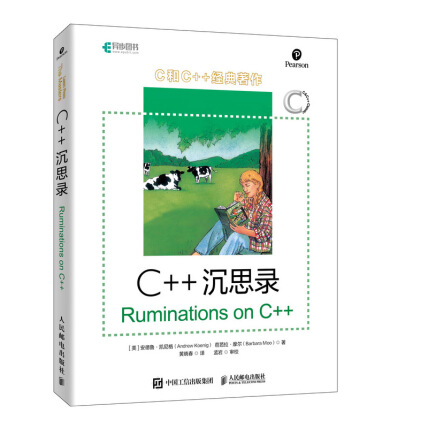 异步图书
Pearson
C和C++经典著作
C++ 沉思录
Ruminations on C++
[美] 安德鲁·凯尼格 (Andrew Koenig) 芭芭拉·摩尔 (Barbara Moo) 著
黄晓春 译 孟岩 审校
中国工信出版集团
人民邮电出版社
C++ 沉思录
Ruminations on C++
人民邮电出版社